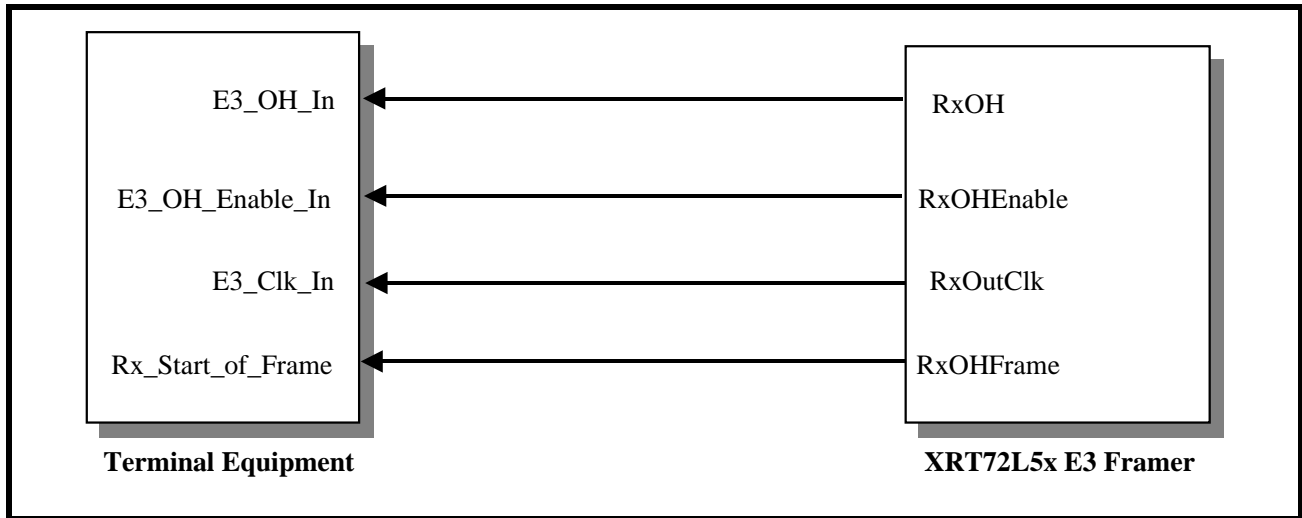 E3_OH_In
RxOH
E3_OH_Enable_In
RxOHEnable
E3_Clk_In
RxOutClk
Rx_Start_of_Frame
RxOHFrame
Terminal Equipment
XRT72L5x E3 Framer